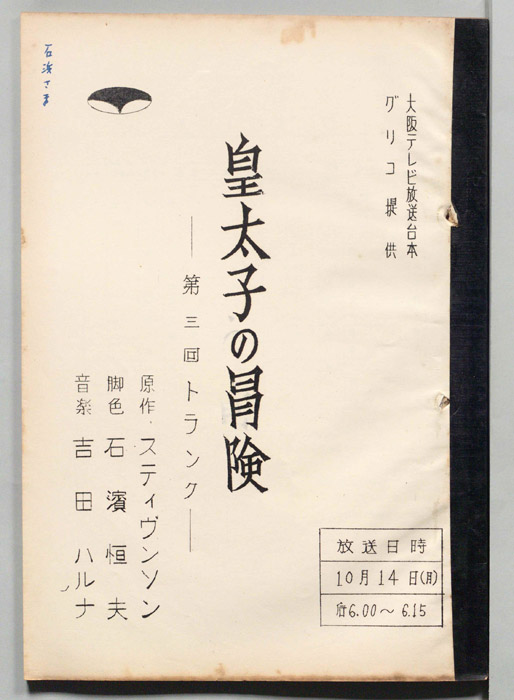 大阪テレビ放送台本
グリコ提供
皇太子の冒険
―第三回トランク―
原作.スティヴンソン
脚色石濱恒夫
音楽吉田ハルナ
石浜さま
放送日時
10月14日(月)
后6.00～6.15